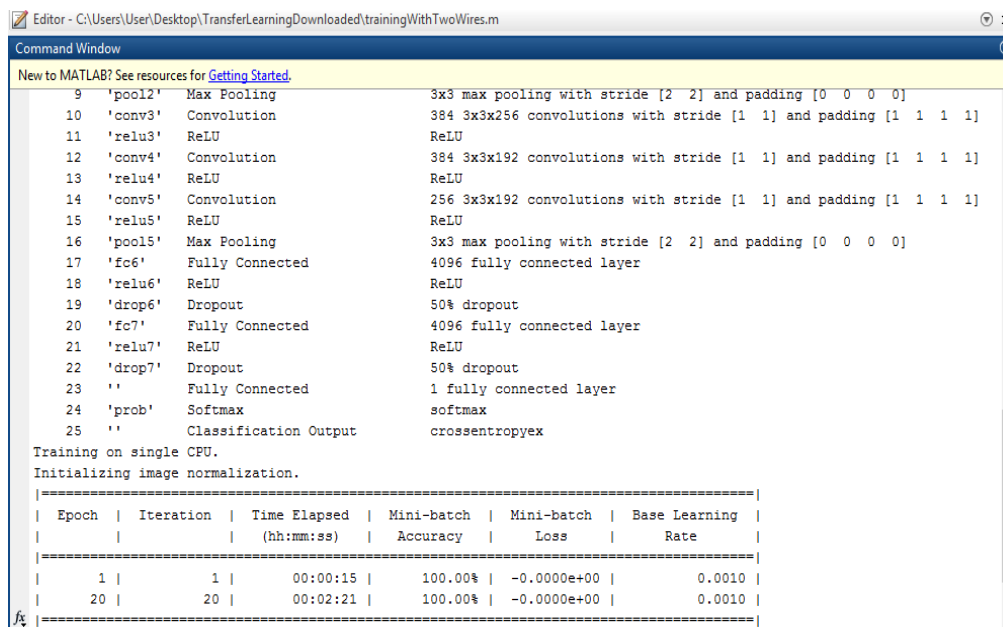 Editor - C:\Users\User\Desktop\TransferLearningDownloaded\trainingWithTwoWires.m
Command Window
New to MATLAB? See resources for Getting Started.
9 'pool2' Max Pooling 3x3 max pooling with stride [2 2] and padding [0 0 0 0]
10 'conv3' Convolution 384 3x3x256 convolutions with stride [1 1] and padding [1 1 1 1]
11 'relu3' ReLU ReLU
12 'conv4' Convolution 384 3x3x192 convolutions with stride [1 1] and padding [1 1 1 1]
13 'relu4' ReLU ReLU
14 'conv5' Convolution 256 3x3x192 convolutions with stride [1 1] and padding [1 1 1 1]
15 'relu5' ReLU ReLU
16 'pool5' Max Pooling 3x3 max pooling with stride [2 2] and padding [0 0 0 0]
17 'fc6' Fully Connected 4096 fully connected layer
18 'relu6' ReLU ReLU
19 'drop6' Dropout 50% dropout
20 'fc7' Fully Connected 4096 fully connected layer
21 'relu7' ReLU ReLU
22 'drop7' Dropout 50% dropout
23 '' Fully Connected 1 fully connected layer
24 'prob' Softmax softmax
25 '' Classification Output crossentropyex
Training on single CPU.
Initializing image normalization.
|=========================================================================================|
| Epoch | Iteration | Time Elapsed | Mini-batch | Mini-batch | Base Learning |
| | | (hh:mm:ss) | Accuracy | Loss | Rate |
|=========================================================================================|
| 1 | 1 | 00:00:15 | 100.00% | -0.0000e+00 | 0.0010 |
| 20 | 20 | 00:02:21 | 100.00% | -0.0000e+00 | 0.0010 |
fx |=========================================================================================|